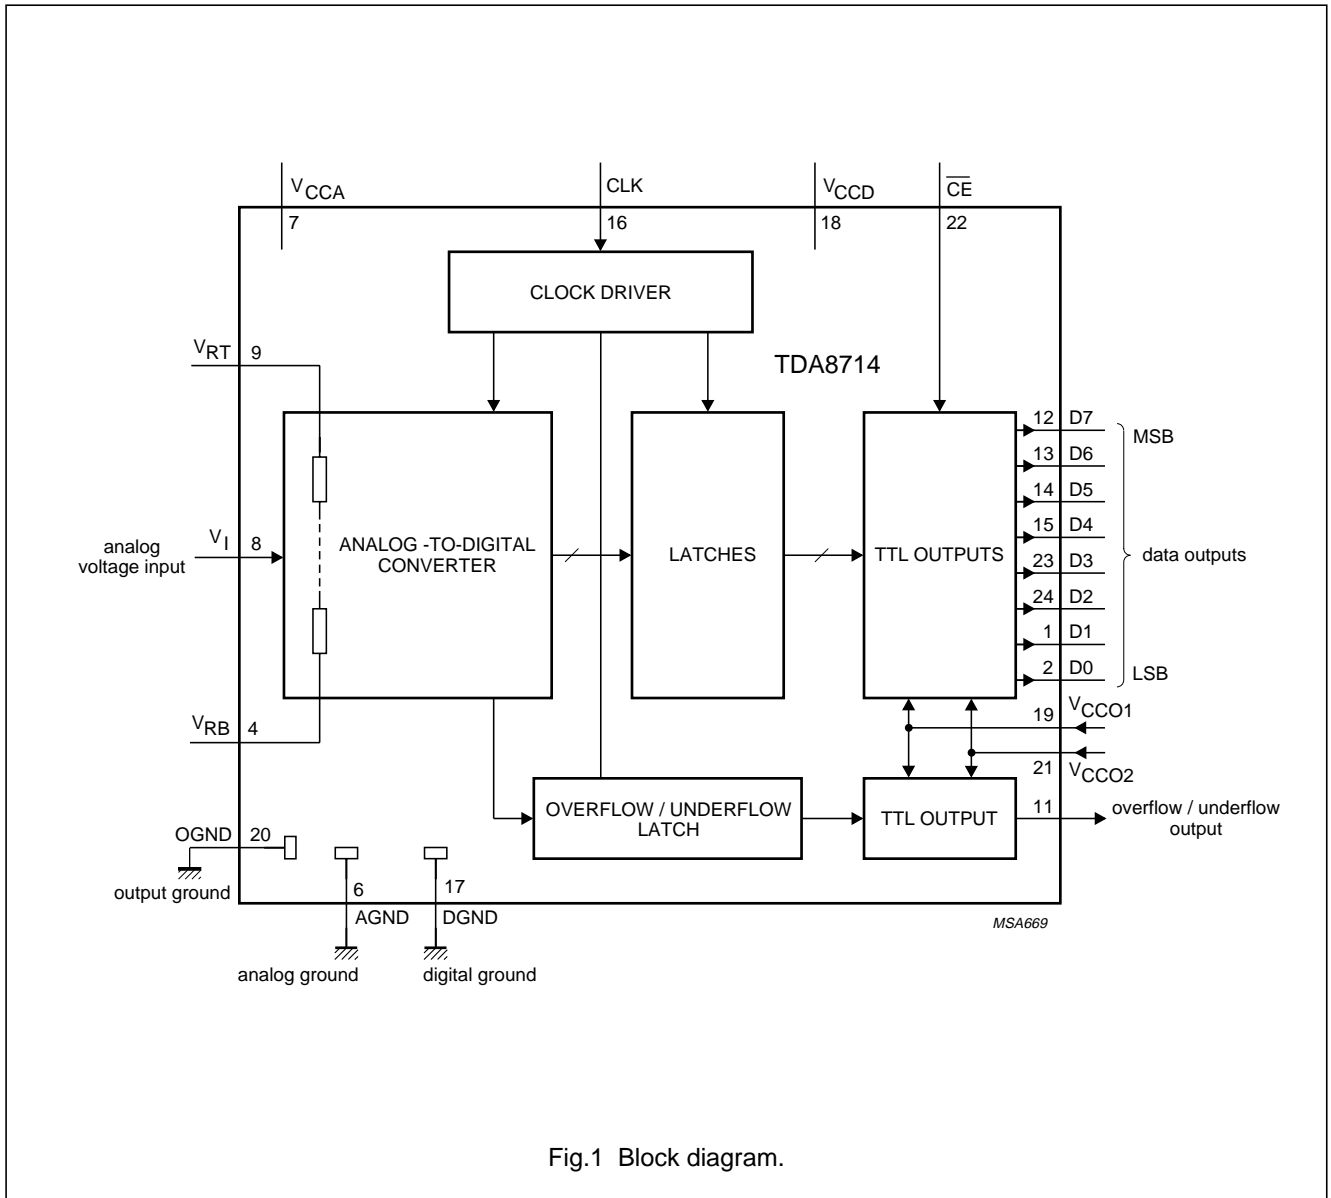 VCCA
CLK
VCCD
CE
7
16
18
22
CLOCK DRIVER
TDA8714
VRT
9
12 D7
MSB
13 D6
14 D5
VI
8
analog
voltage input
ANALOG -TO-DIGITAL
CONVERTER
LATCHES
TTL OUTPUTS
15 D4
23 D3
data outputs
24 D2
1 D1
2 D0
LSB
VRB
4
19
VCCO1
21
VCCO2
OVERFLOW / UNDERFLOW
LATCH
TTL OUTPUT
11
overflow / underflow
output
OGND
20
output ground
6
17
AGND
DGND
MSA669
analog ground
digital ground
Fig.1 Block diagram.